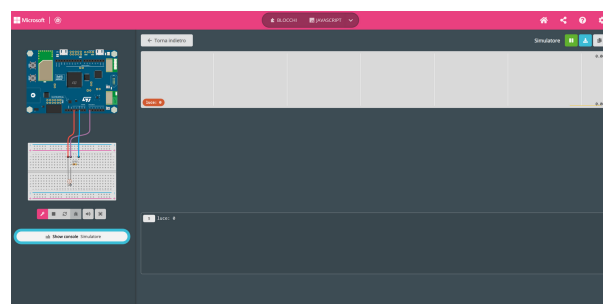 Microsoft
BLOCCHI
JAVASCRIPT
Torna indietro
Simulatore
luce: 0
luce: 0
Show console Simulatore